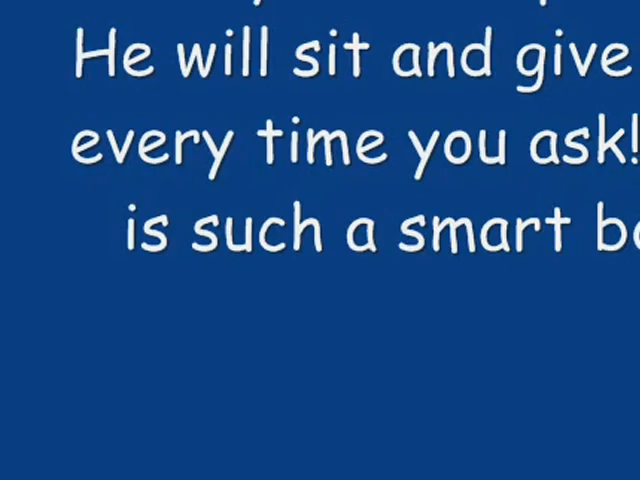 He will sit and give
every time you ask!
is such a smart